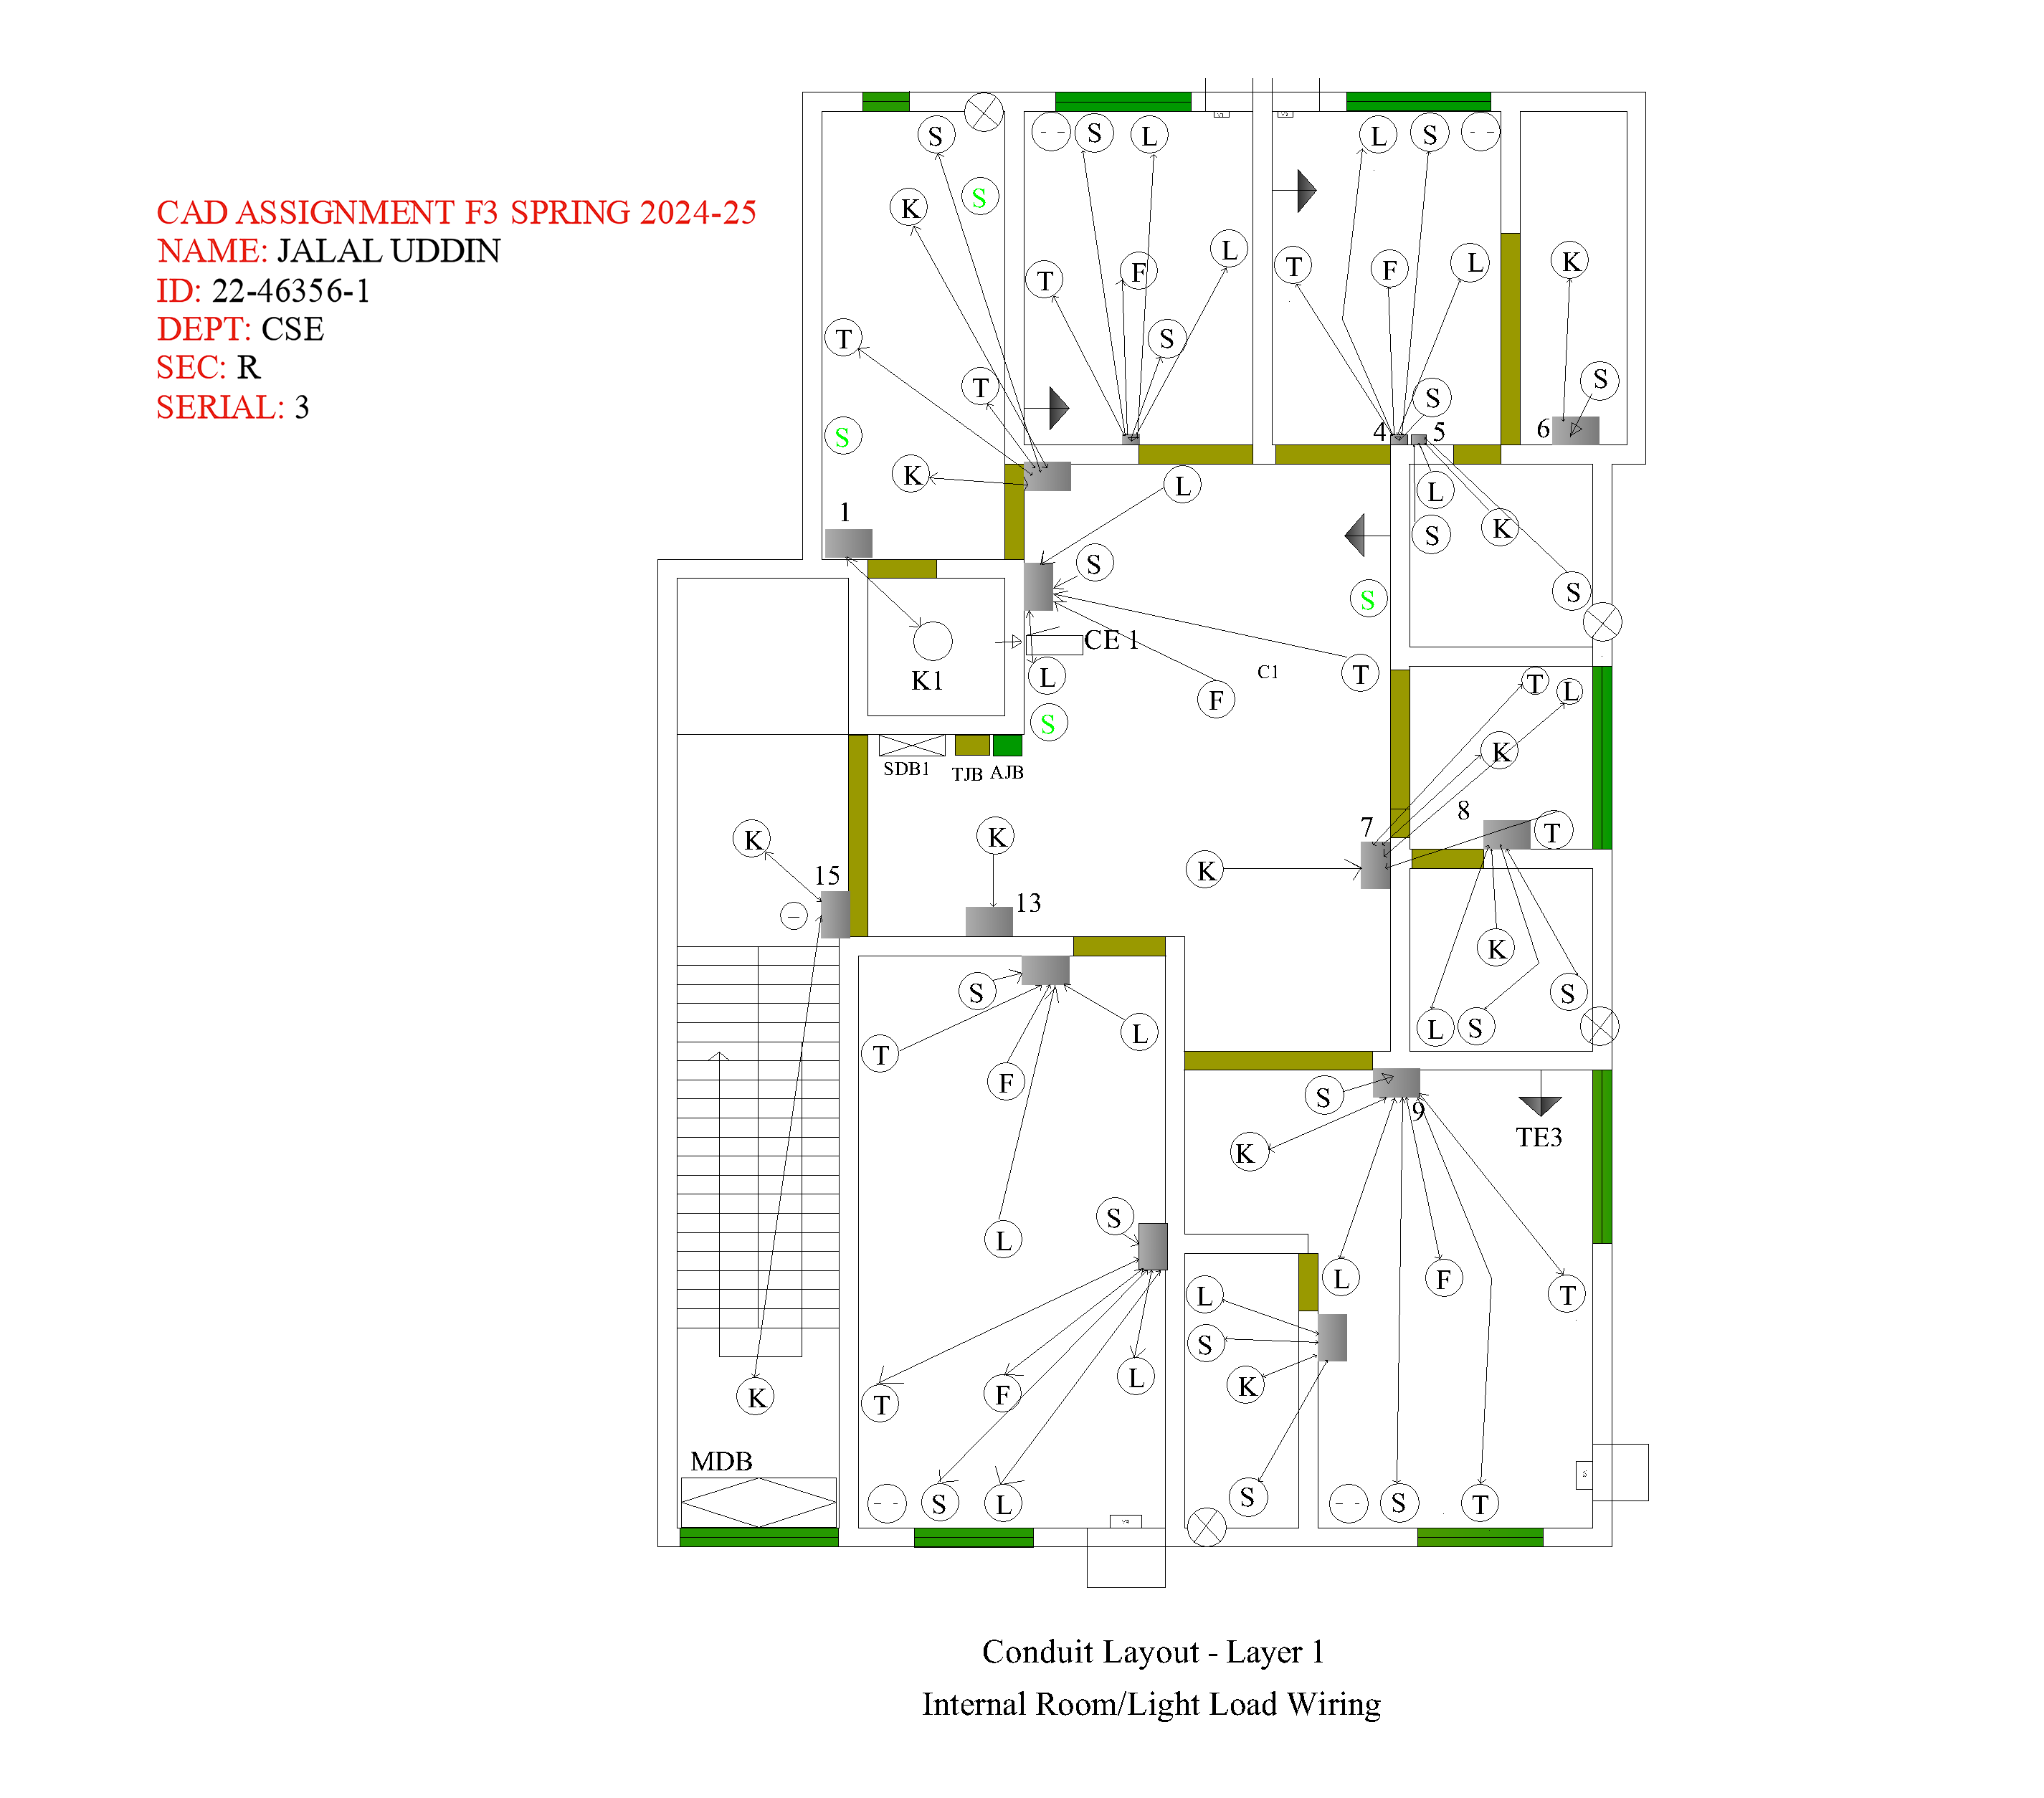 CAD ASSIGNMENT F3 SPRING 2024-25
NAME: JALAL UDDIN
ID: 22-46356-1
DEPT: CSE
SEC: R
SERIAL: 3
S
S
L
L
S
K
S
T
F
L
T
F
L
K
T
S
T
S
S
S
4
5
6
S
K
L
L
1
S
K
S
S
S
CE 1
K1
L
C1
T
F
T
L
S
K
SDB1
TJB
AJB
8
7
T
K
K
K
15
13
K
K
S
S
L
L
S
T
F
S
9
K
TE3
S
L
L
L
F
T
S
T
F
L
K
K
MDB
S
L
S
S
T
Conduit Layout - Layer 1
Internal Room/Light Load Wiring